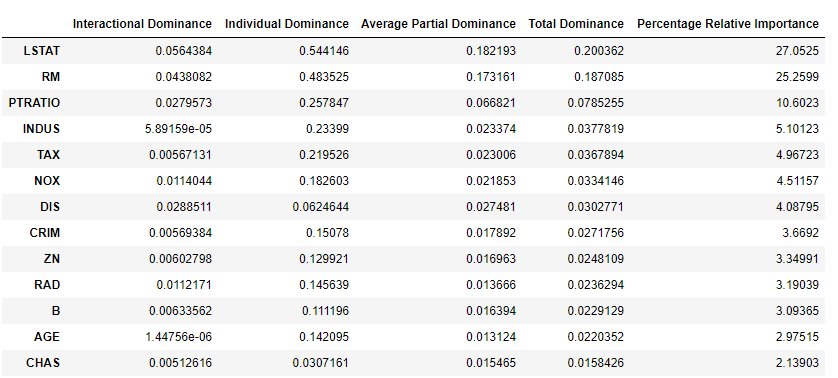 Interactional Dominance Individual Dominance Average Partial Dominance Total Dominance Percentage Relative Importance
LSTAT 0.0564384 0.544146 0.182193 0.200362 27.0525
RM 0.0438082 0.483525 0.173161 0.187085 25.2599
PTRATIO 0.0279573 0.257847 0.066821 0.0785255 10.6023
INDUS 5.89159e-05 0.23399 0.023374 0.0377819 5.10123
TAX 0.00567131 0.219526 0.023006 0.0367894 4.96723
NOX 0.0114044 0.182603 0.021853 0.0334146 4.51157
DIS 0.0288511 0.0624644 0.027481 0.0302771 4.08795
CRIM 0.00569384 0.15078 0.017892 0.0271756 3.6692
ZN 0.00602798 0.129921 0.016963 0.0248109 3.34991
RAD 0.0112171 0.145639 0.013666 0.0236294 3.19039
B 0.00633562 0.111196 0.016394 0.0229129 3.09365
AGE 1.44756e-06 0.142095 0.013124 0.0220352 2.97515
CHAS 0.00512616 0.0307161 0.015465 0.0158426 2.13903